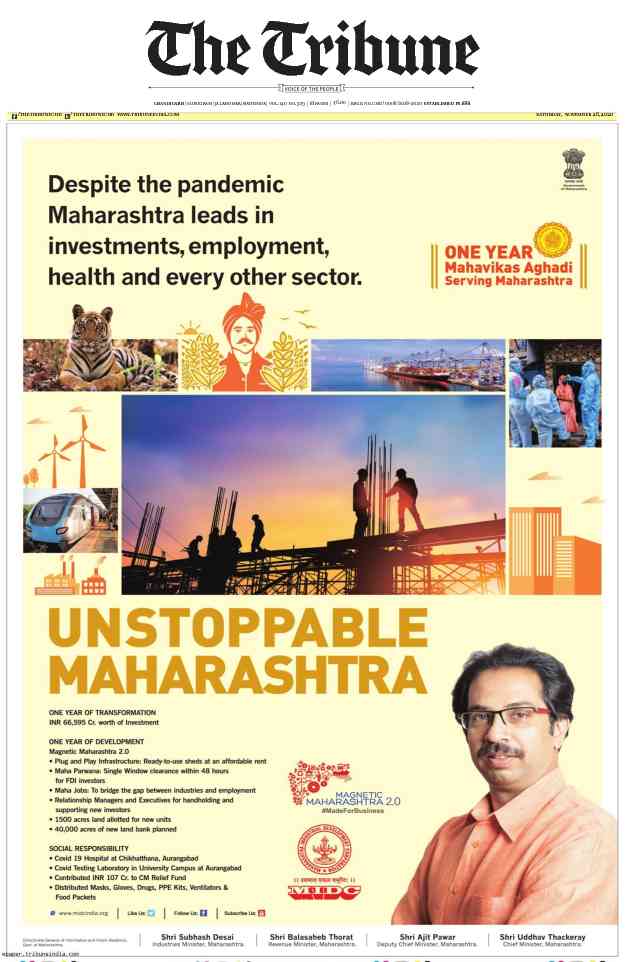 The Tribune
VOICE OF THE PEOPLE
WWW.TRIBUNEINDIA.COM
Despite the pandemic
Maharashtra leads in
investments, employment,
health and every other sector.
ONE YEAR
Mahavikas Aghadi
Serving Maharashtra
UNSTOPPABLE
MAHARASHTRA
ONE YEAR OF TRANSFORMATION
INR 66,595 Cr. worth of Investment
ONE YEAR OF DEVELOPMENT
Magnetic Maharashtra 2.0
• Plug and Play Infrastructure: Ready-to-use sheds at an affordable rent
• Maha Parwana: Single Window clearance within 48 hours
for FDI investors
• Maha Jobs: To bridge the gap between industries and employment
• Relationship Managers and Executives for handholding and
supporting new investors
• 1500 acres land allotted for new units
• 40,000 acres of new land bank planned
SOCIAL RESPONSIBILITY
• Covid 19 Hospital at Chikhalthana, Aurangabad
• Covid Testing Laboratory in University Campus at Aurangabad
• Contributed INR 107 Cr. to CM Relief Fund
• Distributed Masks, Gloves, Drugs, PPE Kits, Ventilators &
Food Packets
MAGNETIC
MAHARASHTRA 2.0
#MadeForBusiness
MIDC
www.midcindia.org | Like Us: | Follow Us: | Subscribe Us:
Shri Subhash Desai
Industries Minister, Maharashtra.
Shri Balasaheb Thorat
Revenue Minister, Maharashtra.
Shri Ajit Pawar
Deputy Chief Minister, Maharashtra.
Shri Uddhav Thackeray
Chief Minister, Maharashtra.
epaper.tribuneindia.com